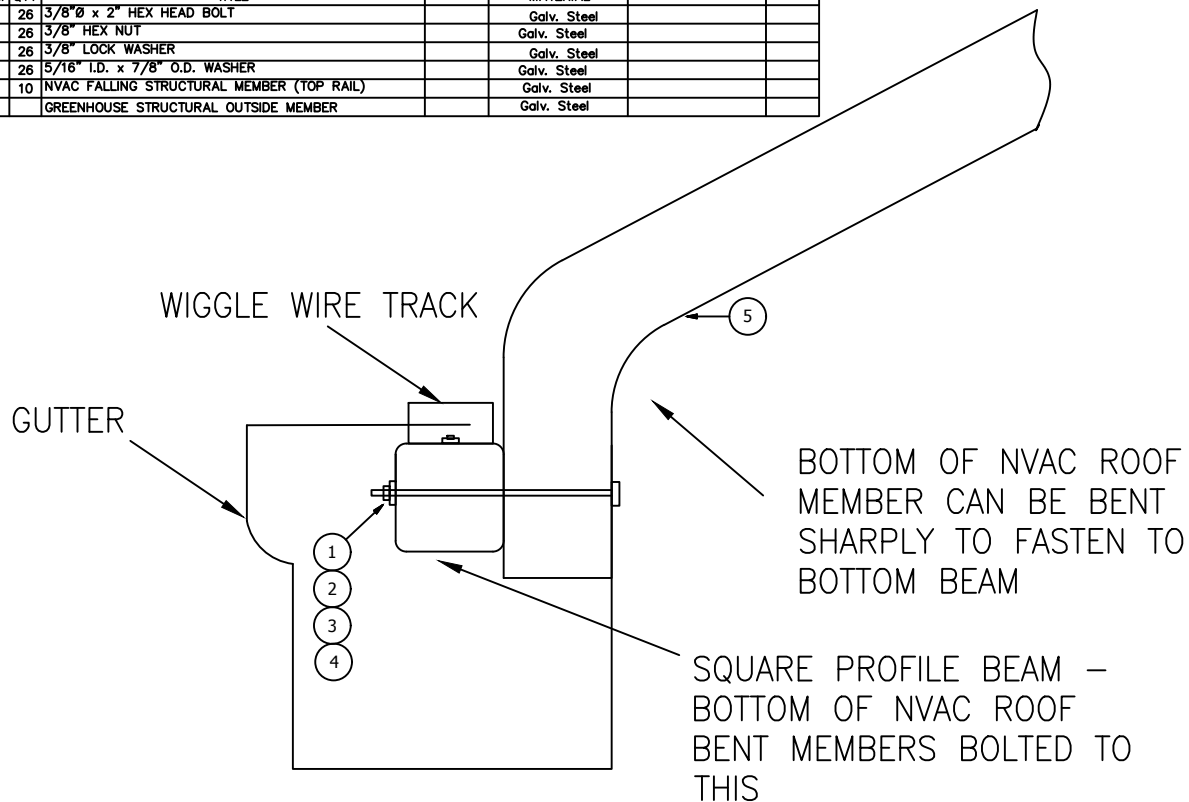 26 3/8"Ø x 2" HEX HEAD BOLT Galv. Steel
26 3/8" HEX NUT Galv. Steel
26 3/8" LOCK WASHER Galv. Steel
26 5/16" I.D. x 7/8" O.D. WASHER Galv. Steel
10 NVAC FALLING STRUCTURAL MEMBER (TOP RAIL) Galv. Steel
GREENHOUSE STRUCTURAL OUTSIDE MEMBER Galv. Steel
WIGGLE WIRE TRACK
5
GUTTER
BOTTOM OF NVAC ROOF
MEMBER CAN BE BENT
SHARPLY TO FASTEN TO
BOTTOM BEAM
1
2
3
4
SQUARE PROFILE BEAM –
BOTTOM OF NVAC ROOF
BENT MEMBERS BOLTED TO
THIS